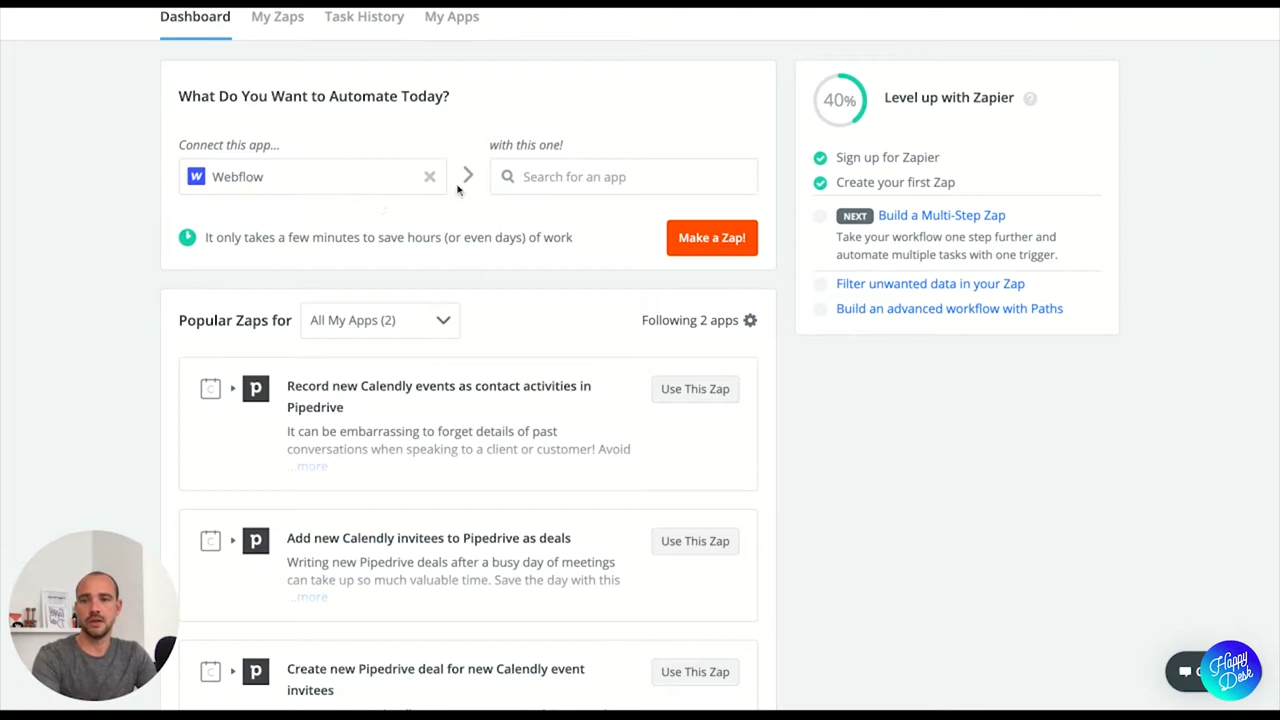 Dashboard
My Zaps
Task History
My Apps
What Do You Want to Automate Today?
Connect this app...
with this one!
W
Webflow
Search for an app
It only takes a few minutes to save hours (or even days) of work
Make a Zap!
40%
Level up with Zapier
?
Sign up for Zapier
Create your first Zap
NEXT
Build a Multi-Step Zap
Take your workflow one step further and
automate multiple tasks with one trigger.
Filter unwanted data in your Zap
Build an advanced workflow with Paths
Popular Zaps for
All My Apps (2)
Following 2 apps
C
p
Record new Calendly events as contact activities in
Pipedrive
It can be embarrassing to forget details of past
conversations when speaking to a client or customer! Avoid
...more
Use This Zap
C
p
Add new Calendly invitees to Pipedrive as deals
Writing new Pipedrive deals after a busy day of meetings
can take up so much valuable time. Save the day with this
...more
Use This Zap
C
p
Create new Pipedrive deal for new Calendly event
invitees
Use This Zap
Happy
Desk